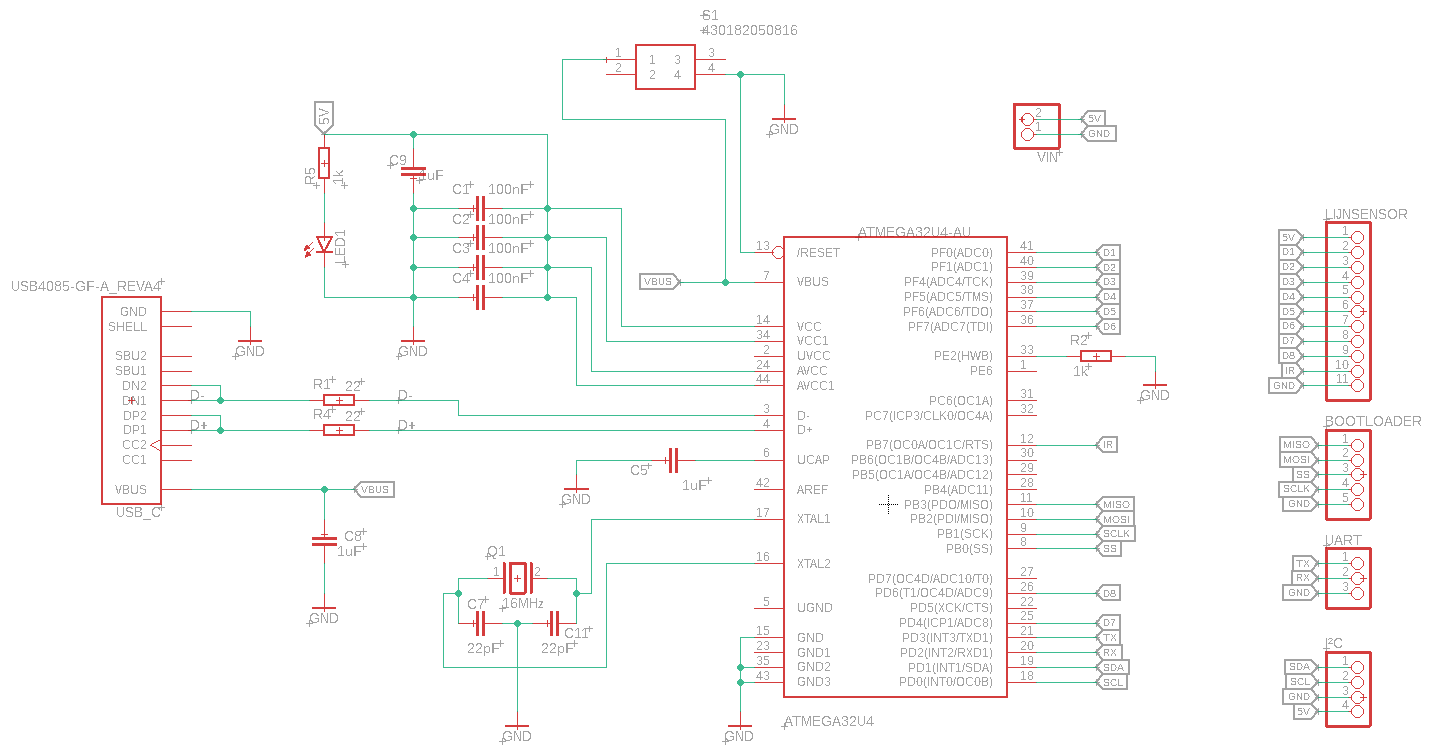 S1
430182050816
1 1 3 3
2 2 4 4
GND
5V
R5
1k
LED1
C9
1uF
C1 100nF
C2 100nF
C3 100nF
C4 100nF
GND
VIN
2 5V
1 GND
USB4085-GF-A_REVA4
GND
SHELL
SBU2
SBU1
DN2
DN1
DP2
DP1
CC2
CC1
VBUS
USB_C
GND
D-
D+
R1 22
R4 22
D-
D+
VBUS
C8
1uF
GND
C5
1uF
GND
Q1
1 2
16MHz
C7
22pF
C11
22pF
GND
VBUS
ATMEGA32U4-AU
13 /RESET
7 VBUS
14 VCC
34 VCC1
2 UVCC
24 AVCC
44 AVCC1
3 D-
4 D+
6 UCAP
42 AREF
17 XTAL1
16 XTAL2
5 UGND
15 GND
23 GND1
35 GND2
43 GND3
GND
PF0(ADC0) 41 D1
PF1(ADC1) 40 D2
PF4(ADC4/TCK) 39 D3
PF5(ADC5/TMS) 38 D4
PF6(ADC6/TDO) 37 D5
PF7(ADC7(TDI) 36 D6
PE2(HWB) 33
PE6 1
R2
1k
GND
PC6(OC1A) 31
PC7(ICP3/CLK0/OC4A) 32
PB7(OC0A/OC1C/RTS) 12 IR
PB6(OC1B/OC4B/ADC13) 30
PB5(OC1A/OC4B/ADC12) 29
PB4(ADC11) 28
PB3(PDO/MISO) 11 MISO
PB2(PDI/MISO) 10 MOSI
PB1(SCK) 9 SCLK
PB0(SS) 8 SS
PD7(OC4D/ADC10/T0) 27
PD6(T1/OC4D/ADC9) 26 D8
PD5(XCK/CTS) 22
PD4(ICP1/ADC8) 25 D7
PD3(INT3/TXD1) 21 TX
PD2(INT2/RXD1) 20 RX
PD1(INT1/SDA) 19 SDA
PD0(INT0/OC0B) 18 SCL
ATMEGA32U4
LIJNSENSOR
5V 1
D1 2
D2 3
D3 4
D4 5
D5 6
D6 7
D7 8
D8 9
IR 10
GND 11
BOOTLOADER
MISO 1
MOSI 2
SS 3
SCLK 4
GND 5
UART
TX 1
RX 2
GND 3
I²C
SDA 1
SCL 2
GND 3
5V 4